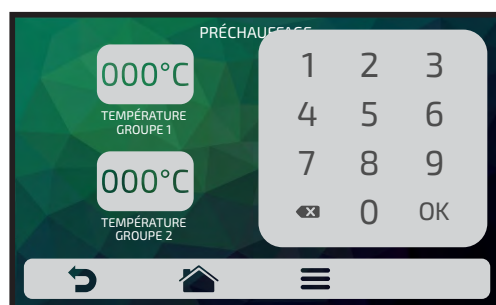 PRÉCHAUFFAGE
000°C
TEMPÉRATURE
GROUPE 1
000°C
TEMPÉRATURE
GROUPE 2
1 2 3
4 5 6
7 8 9
0 OK